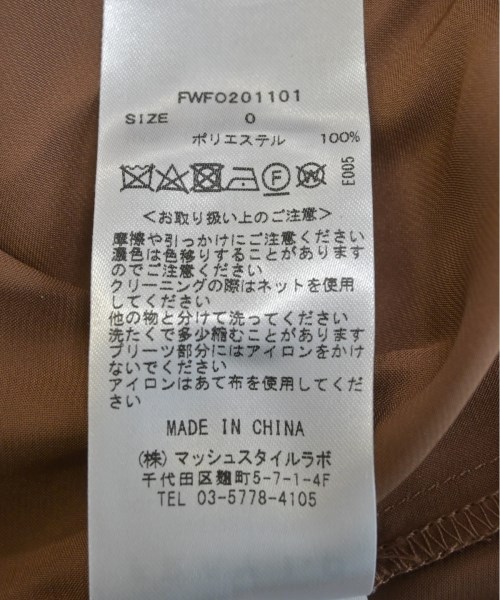 FWFO201101
SIZE 0
ポリエステル 100%
E005
<お取り扱い上のご注意>
摩擦や引っかけにご注意ください
濃色は色移りすることがあります
のでご注意ください
クリーニングの際はネットを使用
してください
他の物と分けて洗ってください
洗たくで多少縮むことがあります
プリーツ部分にはアイロンをかけ
ないでください
アイロンはあて布を使用してくだ
さい
MADE IN CHINA
(株)マッシュスタイルラボ
千代田区麹町5-7-1-4F
TEL 03-5778-4105